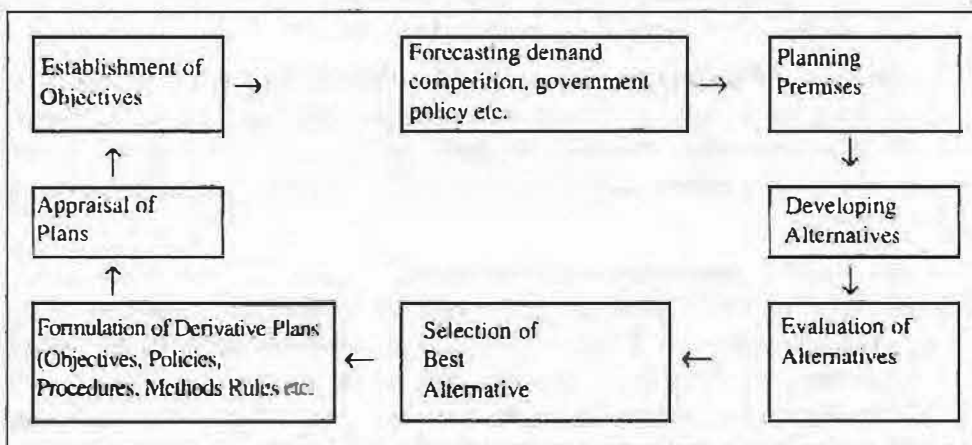 Establishment of
Objectives
→
Forecasting demand
competition, government
policy etc.
→
Planning
Premises
↓
Developing
Alternatives
↓
Evaluation of
Alternatives
←
Selection of
Best
Alternative
←
Formulation of Derivative Plans
(Objectives, Policies,
Procedures, Methods Rules etc
↑
Appraisal of
Plans
↑